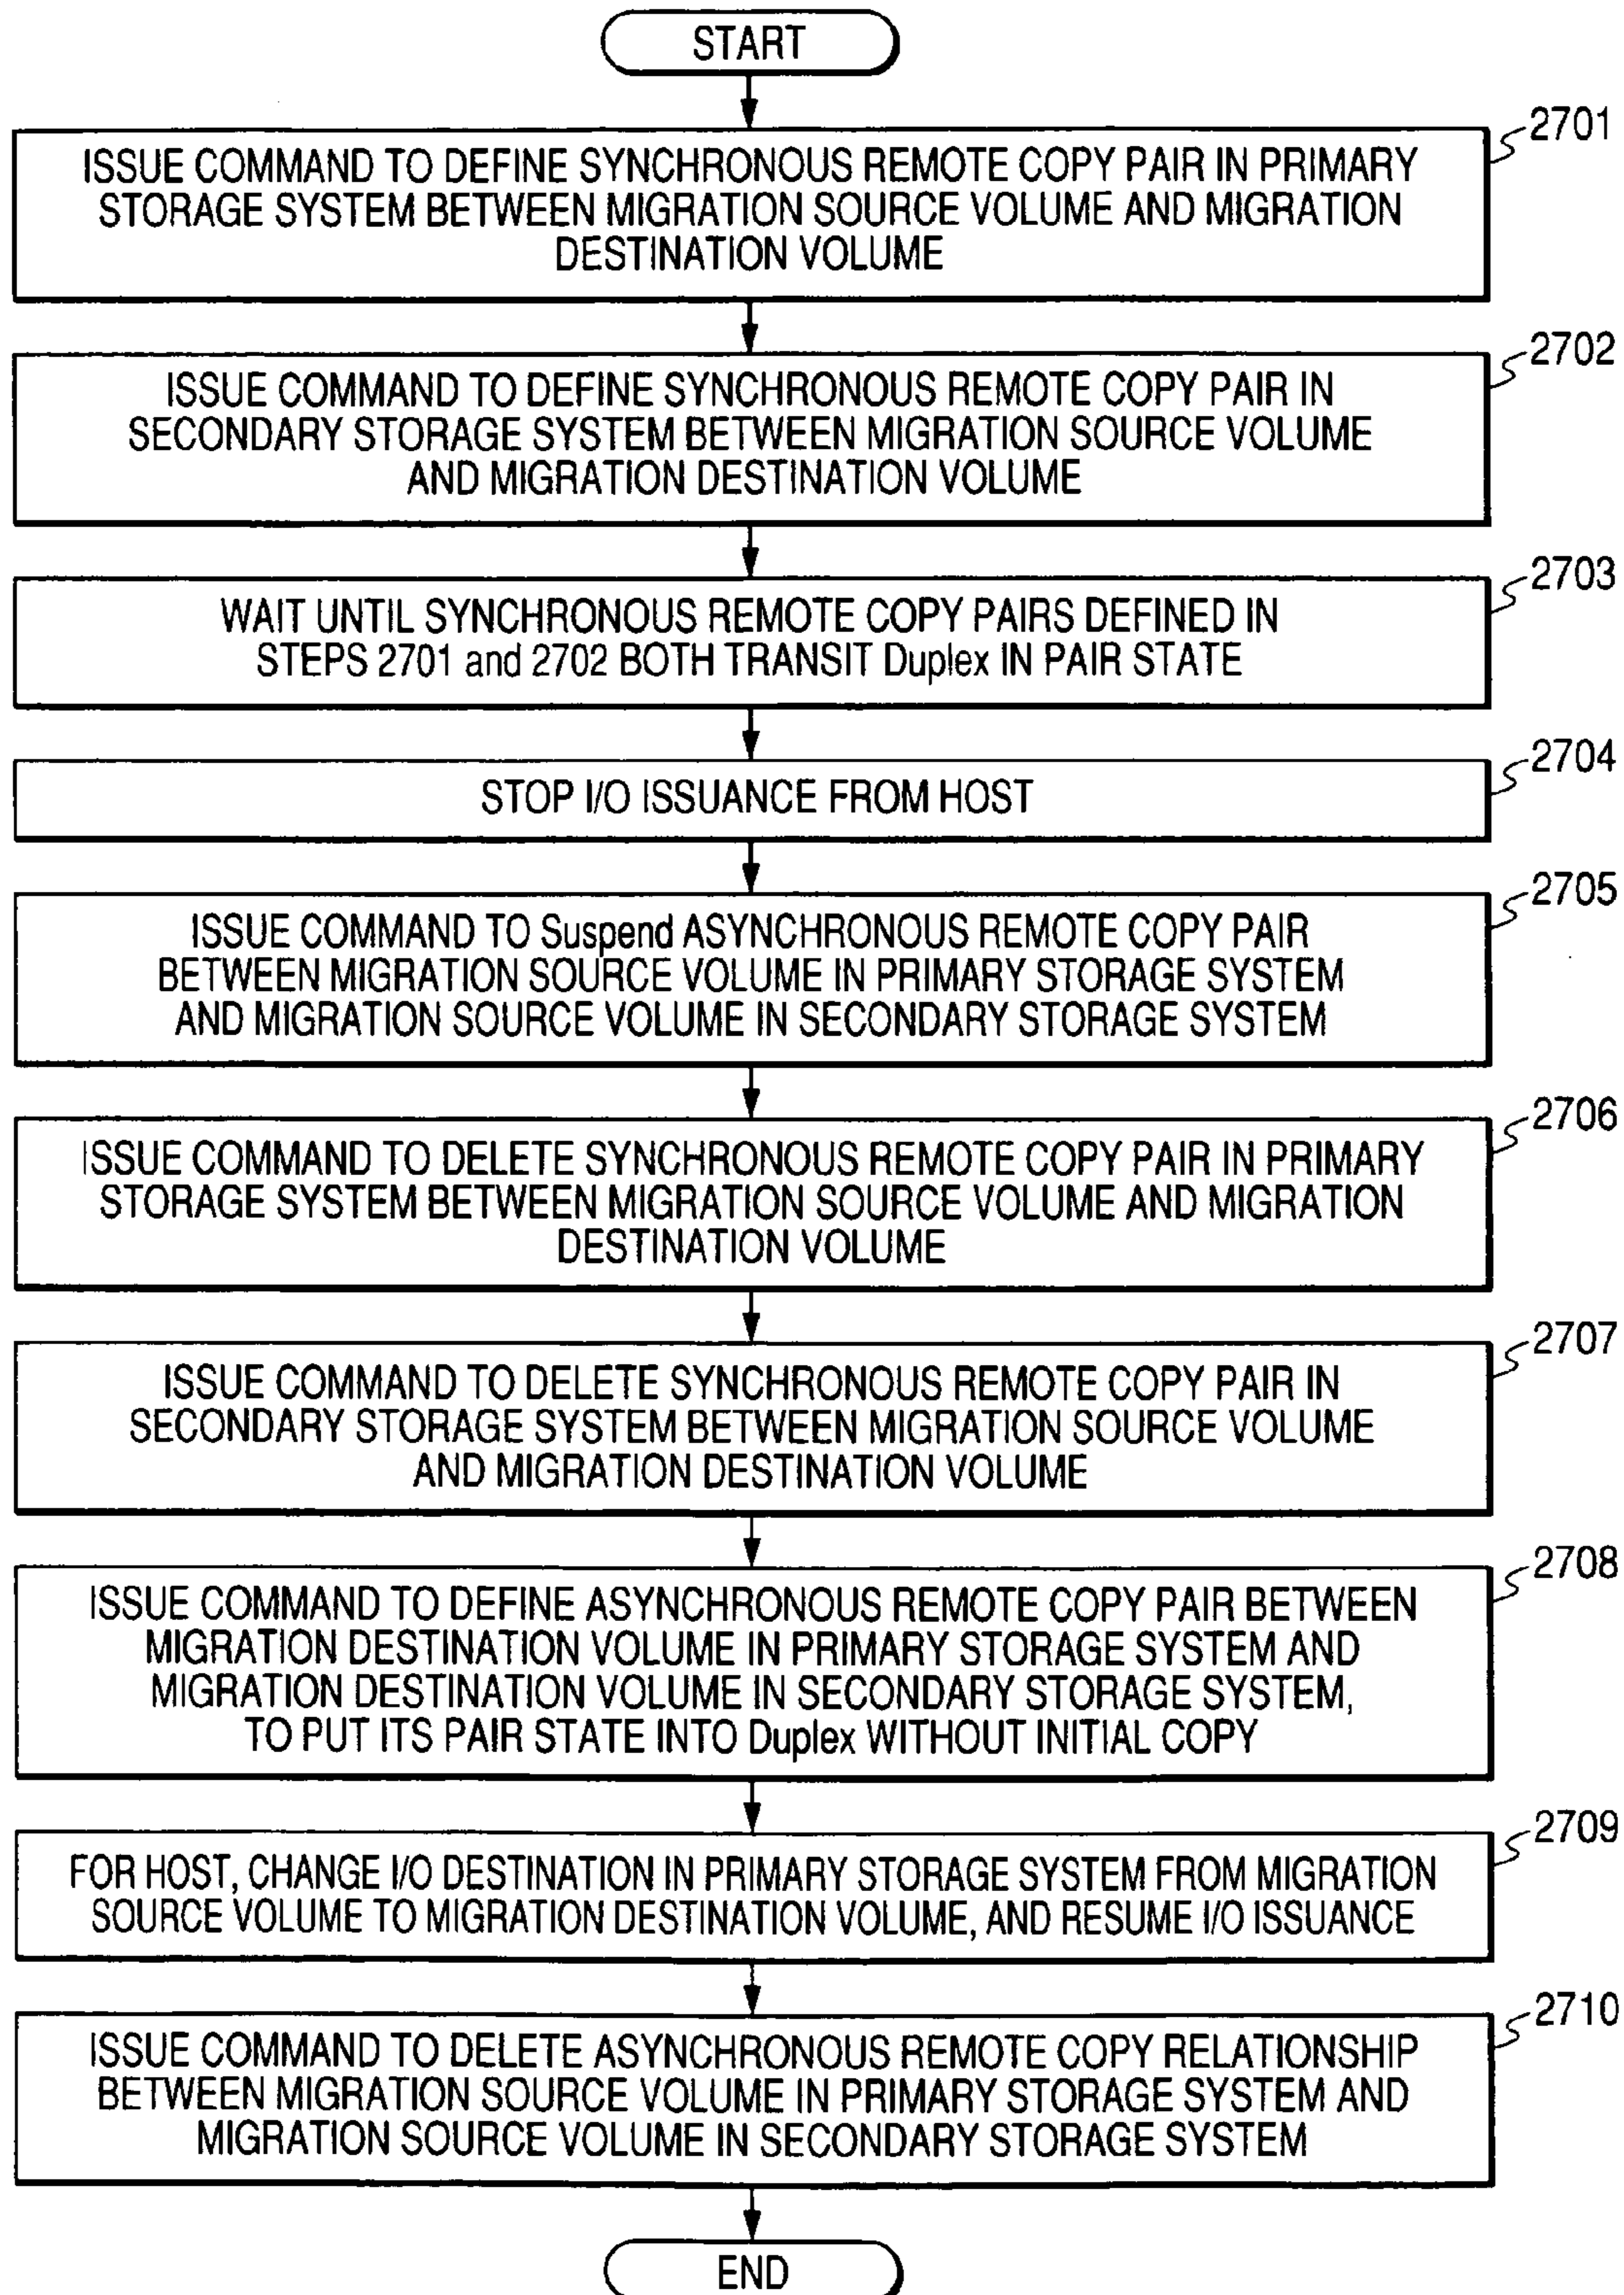 START
2701
ISSUE COMMAND TO DEFINE SYNCHRONOUS REMOTE COPY PAIR IN PRIMARY
STORAGE SYSTEM BETWEEN MIGRATION SOURCE VOLUME AND MIGRATION
DESTINATION VOLUME
2702
ISSUE COMMAND TO DEFINE SYNCHRONOUS REMOTE COPY PAIR IN
SECONDARY STORAGE SYSTEM BETWEEN MIGRATION SOURCE VOLUME
AND MIGRATION DESTINATION VOLUME
2703
WAIT UNTIL SYNCHRONOUS REMOTE COPY PAIRS DEFINED IN
STEPS 2701 and 2702 BOTH TRANSIT Duplex IN PAIR STATE
2704
STOP I/O ISSUANCE FROM HOST
2705
ISSUE COMMAND TO Suspend ASYNCHRONOUS REMOTE COPY PAIR
BETWEEN MIGRATION SOURCE VOLUME IN PRIMARY STORAGE SYSTEM
AND MIGRATION SOURCE VOLUME IN SECONDARY STORAGE SYSTEM
2706
ISSUE COMMAND TO DELETE SYNCHRONOUS REMOTE COPY PAIR IN PRIMARY
STORAGE SYSTEM BETWEEN MIGRATION SOURCE VOLUME AND MIGRATION
DESTINATION VOLUME
2707
ISSUE COMMAND TO DELETE SYNCHRONOUS REMOTE COPY PAIR IN
SECONDARY STORAGE SYSTEM BETWEEN MIGRATION SOURCE VOLUME
AND MIGRATION DESTINATION VOLUME
2708
ISSUE COMMAND TO DEFINE ASYNCHRONOUS REMOTE COPY PAIR BETWEEN
MIGRATION DESTINATION VOLUME IN PRIMARY STORAGE SYSTEM AND
MIGRATION DESTINATION VOLUME IN SECONDARY STORAGE SYSTEM,
TO PUT ITS PAIR STATE INTO Duplex WITHOUT INITIAL COPY
2709
FOR HOST, CHANGE I/O DESTINATION IN PRIMARY STORAGE SYSTEM FROM MIGRATION
SOURCE VOLUME TO MIGRATION DESTINATION VOLUME, AND RESUME I/O ISSUANCE
2710
ISSUE COMMAND TO DELETE ASYNCHRONOUS REMOTE COPY RELATIONSHIP
BETWEEN MIGRATION SOURCE VOLUME IN PRIMARY STORAGE SYSTEM AND
MIGRATION SOURCE VOLUME IN SECONDARY STORAGE SYSTEM
END